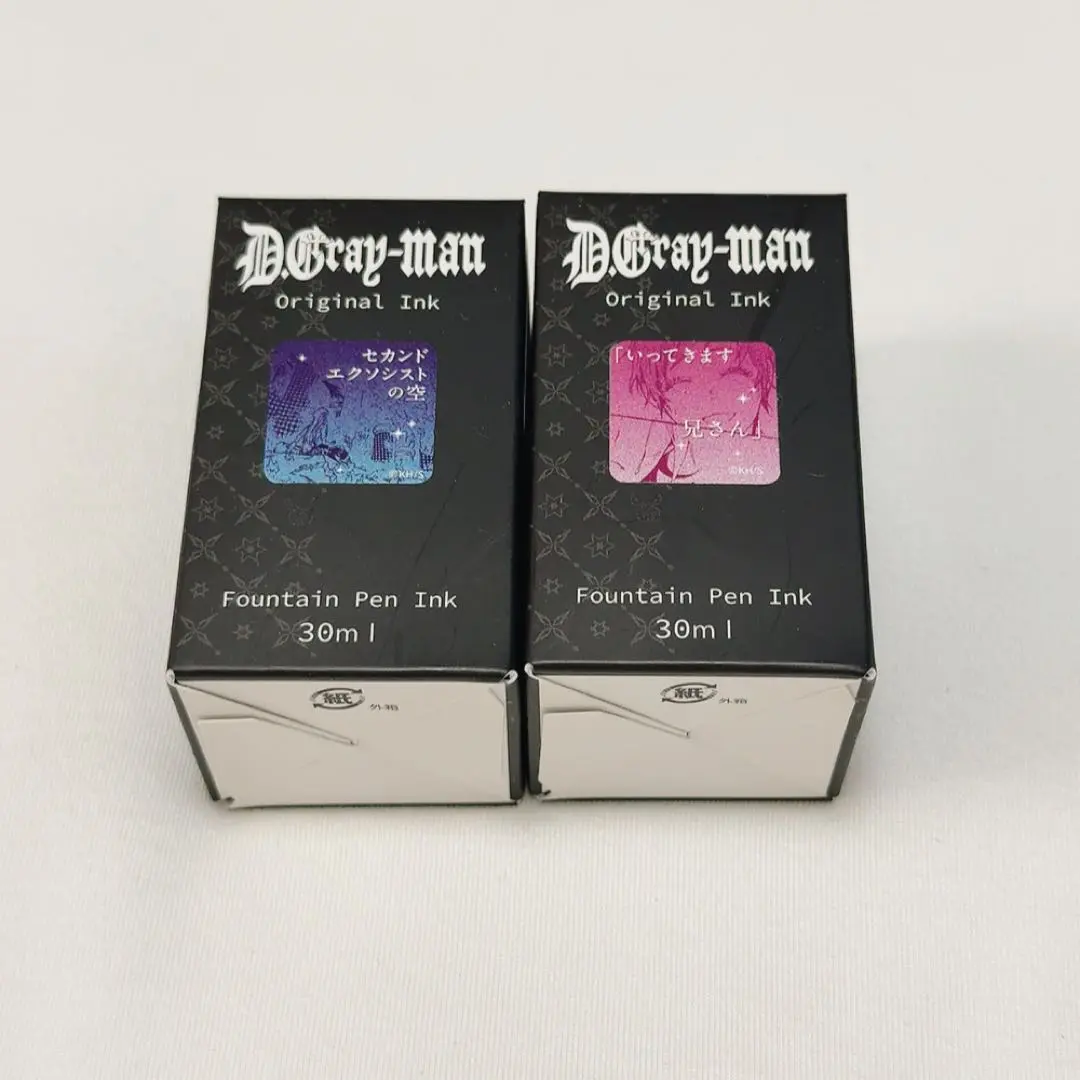 D.Gray-man
Original Ink
セカンド
エクソシスト
の空
©KH/S
Fountain Pen Ink
30ml
紙
外箱
D.Gray-man
Original Ink
「いってきます
兄さん」
©KH/S
Fountain Pen Ink
30ml
紙
外箱